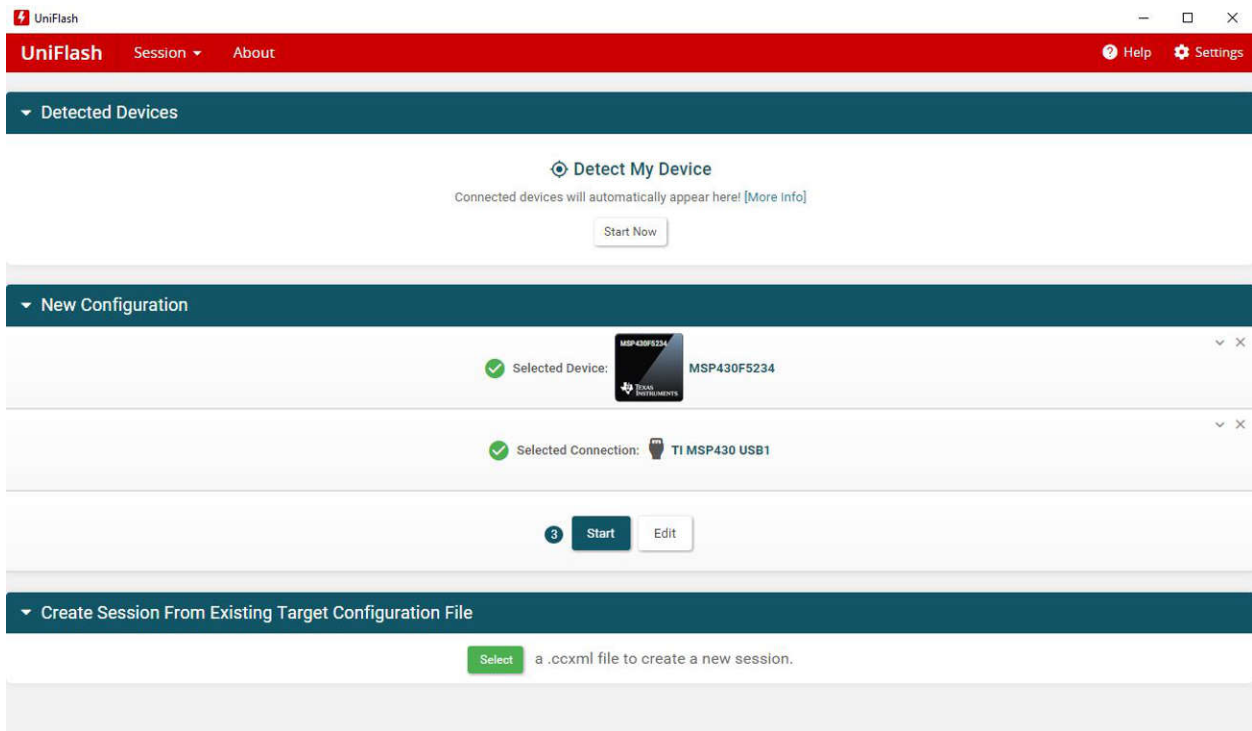 UniFlash
UniFlash Session About Help Settings
Detected Devices
Detect My Device
Connected devices will automatically appear here! [More Info]
Start Now
New Configuration
MSP430F5234
Selected Device: MSP430F5234
TEXAS
INSTRUMENTS
Selected Connection: TI MSP430 USB1
3 Start Edit
Create Session From Existing Target Configuration File
Select a .ccxml file to create a new session.